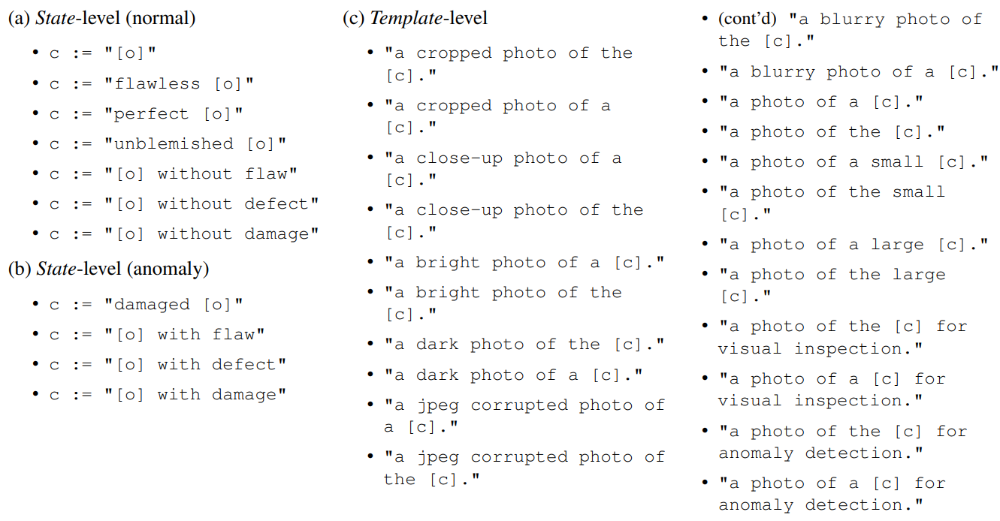 (a) State-level (normal)
• c := "[o]"
• c := "flawless [o]"
• c := "perfect [o]"
• c := "unblemished [o]"
• c := "[o] without flaw"
• c := "[o] without defect"
• c := "[o] without damage"
(b) State-level (anomaly)
• c := "damaged [o]"
• c := "[o] with flaw"
• c := "[o] with defect"
• c := "[o] with damage"
(c) Template-level
• "a cropped photo of the
[c]."
• "a cropped photo of a
[c]."
• "a close-up photo of a
[c]."
• "a close-up photo of the
[c]."
• "a bright photo of a [c]."
• "a bright photo of the
[c]."
• "a dark photo of the [c]."
• "a dark photo of a [c]."
• "a jpeg corrupted photo of
a [c]."
• "a jpeg corrupted photo of
the [c]."
• (cont'd) "a blurry photo of
the [c]."
• "a blurry photo of a [c]."
• "a photo of a [c]."
• "a photo of the [c]."
• "a photo of a small [c]."
• "a photo of the small
[c]."
• "a photo of a large [c]."
• "a photo of the large
[c]."
• "a photo of the [c] for
visual inspection."
• "a photo of a [c] for
visual inspection."
• "a photo of the [c] for
anomaly detection."
• "a photo of a [c] for
anomaly detection."